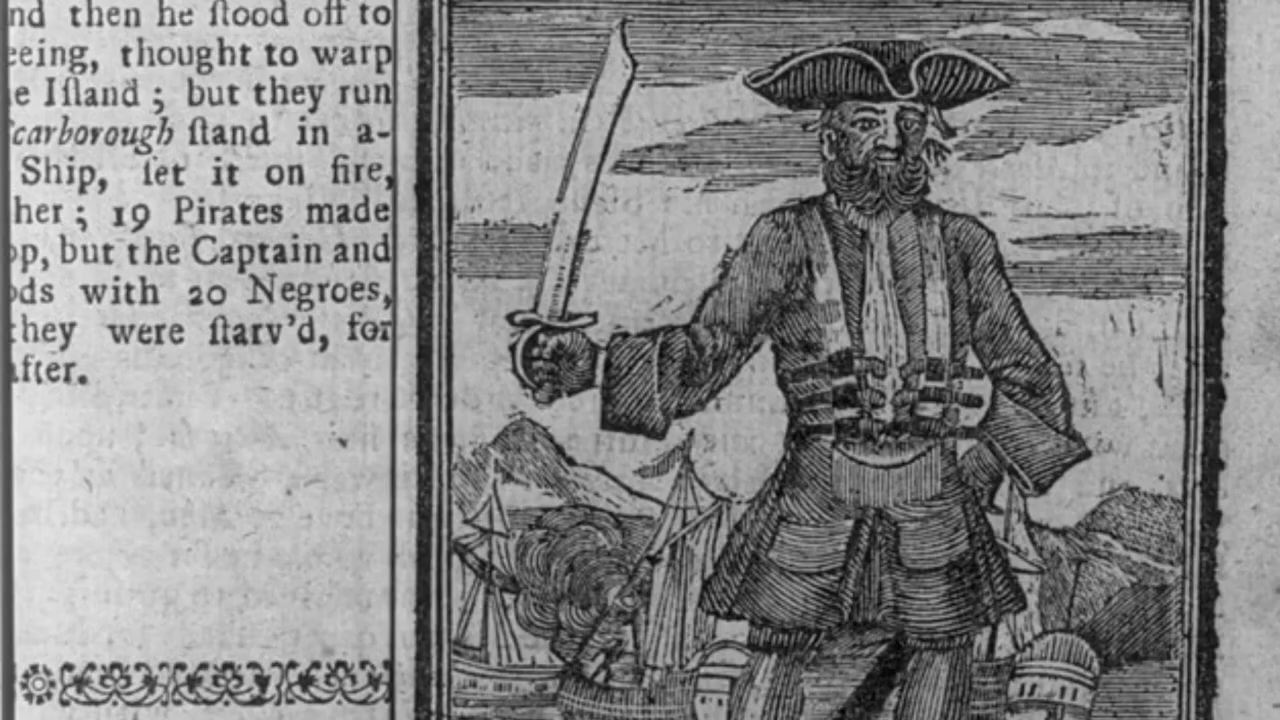 nd then he ſtood off to
eeing, thought to warp
e Iſland ; but they run
carborough ſtand in a-
Ship, ſet it on fire,
her ; 19 Pirates made
op, but the Captain and
ods with 20 Negroes,
they were ſtarv'd, for
after.